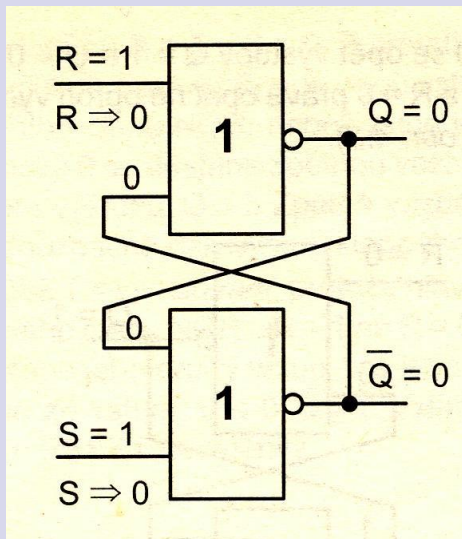 R = 1
R ⇒ 0
Q = 0
1
0
0
Q̅ = 0
1
S = 1
S ⇒ 0